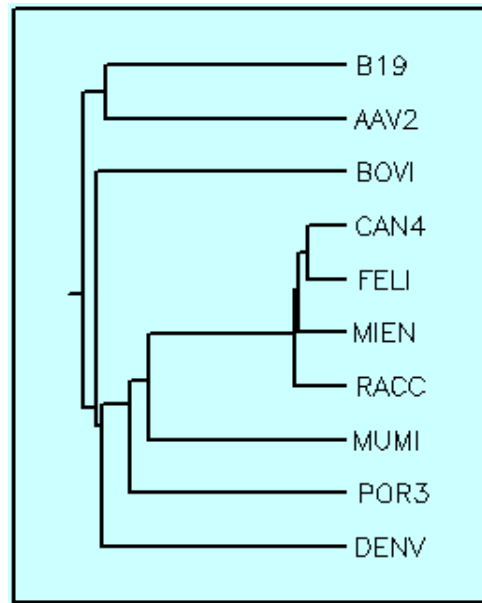 B19
AAV2
BOVI
CAN4
FELI
MIEN
RACC
MUMI
POR3
DENV